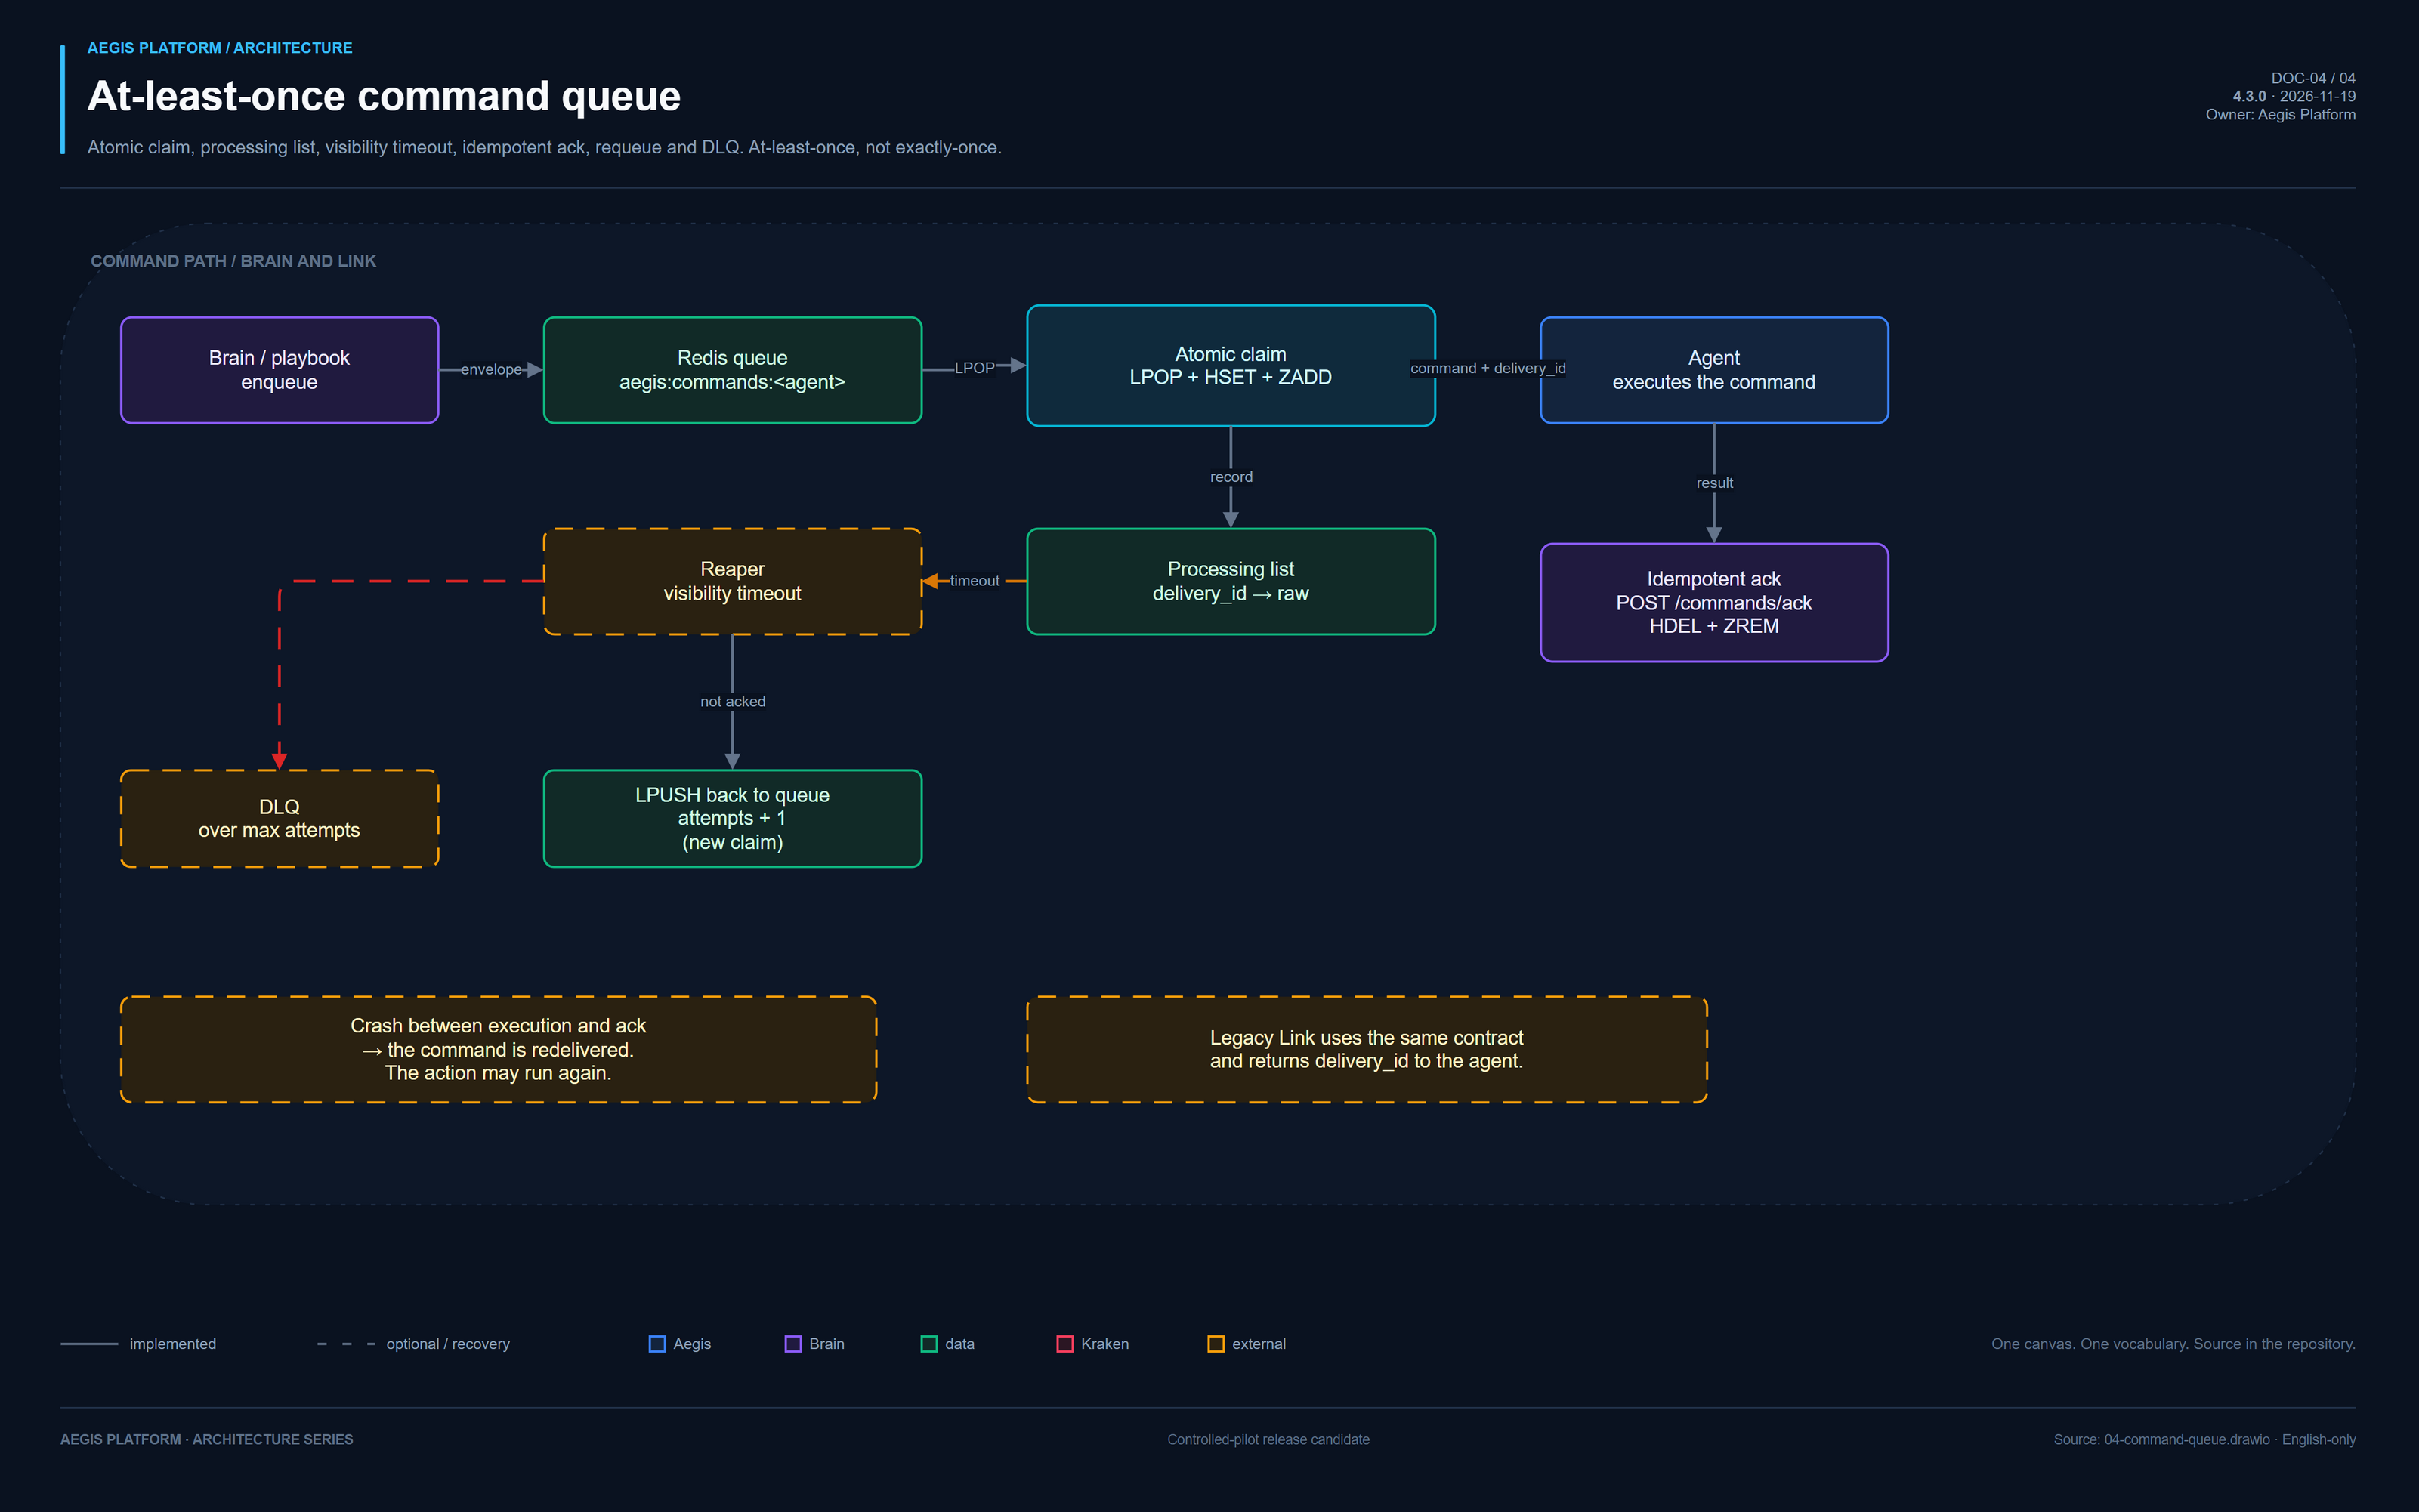 AEGIS PLATFORM / ARCHITECTURE
At-least-once command queue
Atomic claim, processing list, visibility timeout, idempotent ack, requeue and DLQ. At-least-once, not exactly-once.
DOC-04 / 04
4.3.0 · 2026-11-19
Owner: Aegis Platform
COMMAND PATH / BRAIN AND LINK
Brain / playbook
enqueue
envelope
Redis queue
aegis:commands:<agent>
LPOP
Atomic claim
LPOP + HSET + ZADD
command + delivery_id
Agent
executes the command
record
result
Reaper
visibility timeout
timeout
Processing list
delivery_id → raw
Idempotent ack
POST /commands/ack
HDEL + ZREM
not acked
DLQ
over max attempts
LPUSH back to queue
attempts + 1
(new claim)
Crash between execution and ack
→ the command is redelivered.
The action may run again.
Legacy Link uses the same contract
and returns delivery_id to the agent.
implemented
optional / recovery
Aegis
Brain
data
Kraken
external
One canvas. One vocabulary. Source in the repository.
AEGIS PLATFORM · ARCHITECTURE SERIES
Controlled-pilot release candidate
Source: 04-command-queue.drawio · English-only